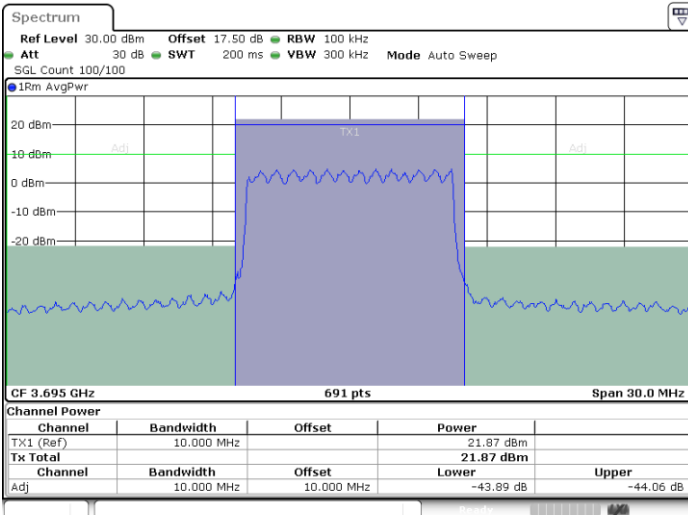 Spectrum
Ref Level 30.00 dBm Offset 17.50 dB RBW 100 kHz
Att 30 dB SWT 200 ms VBW 300 kHz Mode Auto Sweep
SGL Count 100/100
1Rm AvgPwr
20 dBm
TX1
Adj Adj
10 dBm
0 dBm
-10 dBm
-20 dBm
CF 3.695 GHz 691 pts Span 30.0 MHz
Channel Power
Channel Bandwidth Offset Power
TX1 (Ref) 10.000 MHz 21.87 dBm
Tx Total 21.87 dBm
Channel Bandwidth Offset Lower Upper
Adj 10.000 MHz 10.000 MHz -43.89 dB -44.06 dB
Ready